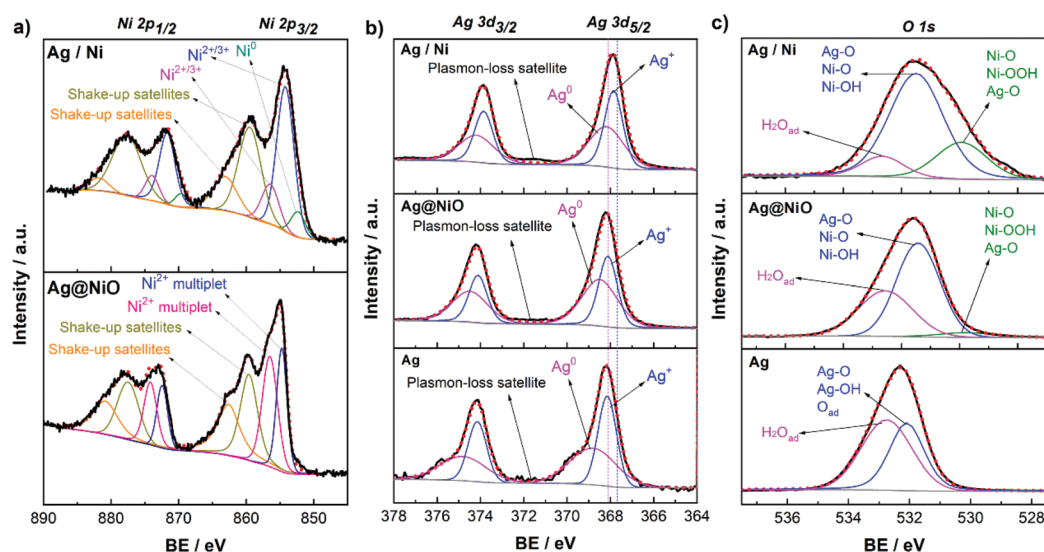 a)
Ni 2p1/2
Ni 2p3/2
Ag / Ni
Ni2+/3+
Ni0
Ni2+/3+
Shake-up satellites
Shake-up satellites
Ag@NiO
Ni2+ multiplet
Ni2+ multiplet
Shake-up satellites
Shake-up satellites
Intensity / a.u.
890 880 870 860 850
BE / eV
b)
Ag 3d3/2
Ag 3d5/2
Ag / Ni
Plasmon-loss satellite
Ag+
Ag0
Ag@NiO
Ag0
Plasmon-loss satellite
Ag+
Ag
Ag0
Plasmon-loss satellite
Ag+
Intensity / a.u.
378 376 374 372 370 368 366 364
BE / eV
c)
O 1s
Ag / Ni
Ag-O
Ni-O
Ni-OH
Ni-O
Ni-OOH
Ag-O
H2Oad
Ag@NiO
Ag-O
Ni-O
Ni-OH
Ni-O
Ni-OOH
Ag-O
H2Oad
Ag
Ag-O
Ag-OH
Oad
H2Oad
Intensity / a.u.
536 534 532 530 528
BE / eV